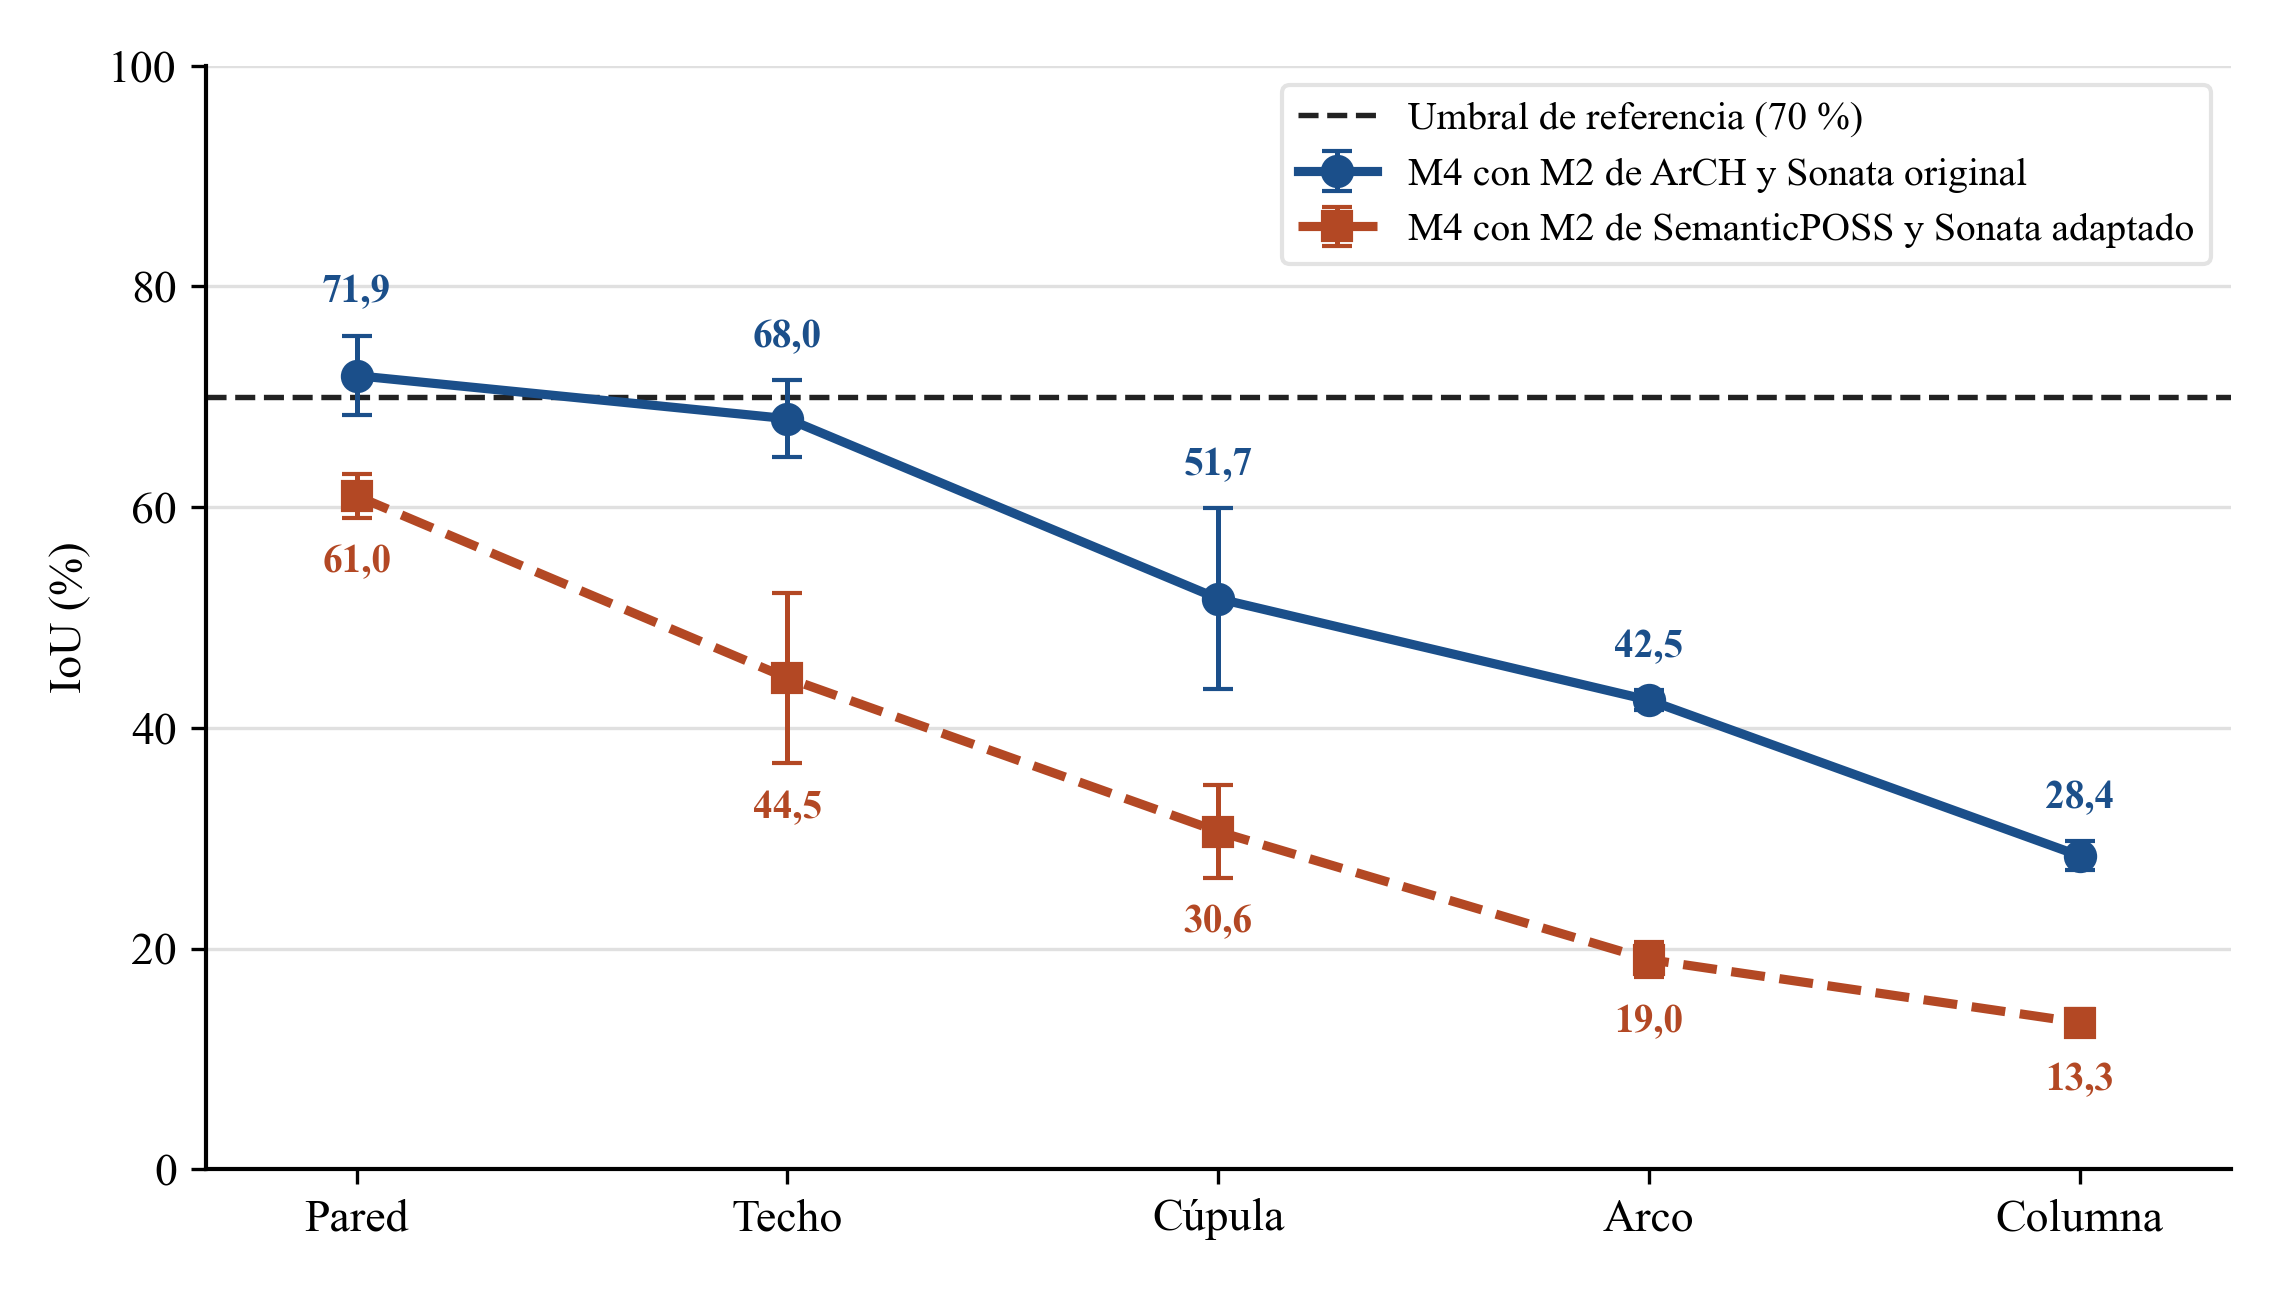 100
80
60
40
20
0
IoU (%)
Umbral de referencia (70 %)
M4 con M2 de ArCH y Sonata original
M4 con M2 de SemanticPOSS y Sonata adaptado
71,9
68,0
51,7
42,5
28,4
61,0
44,5
30,6
19,0
13,3
Pared
Techo
Cúpula
Arco
Columna